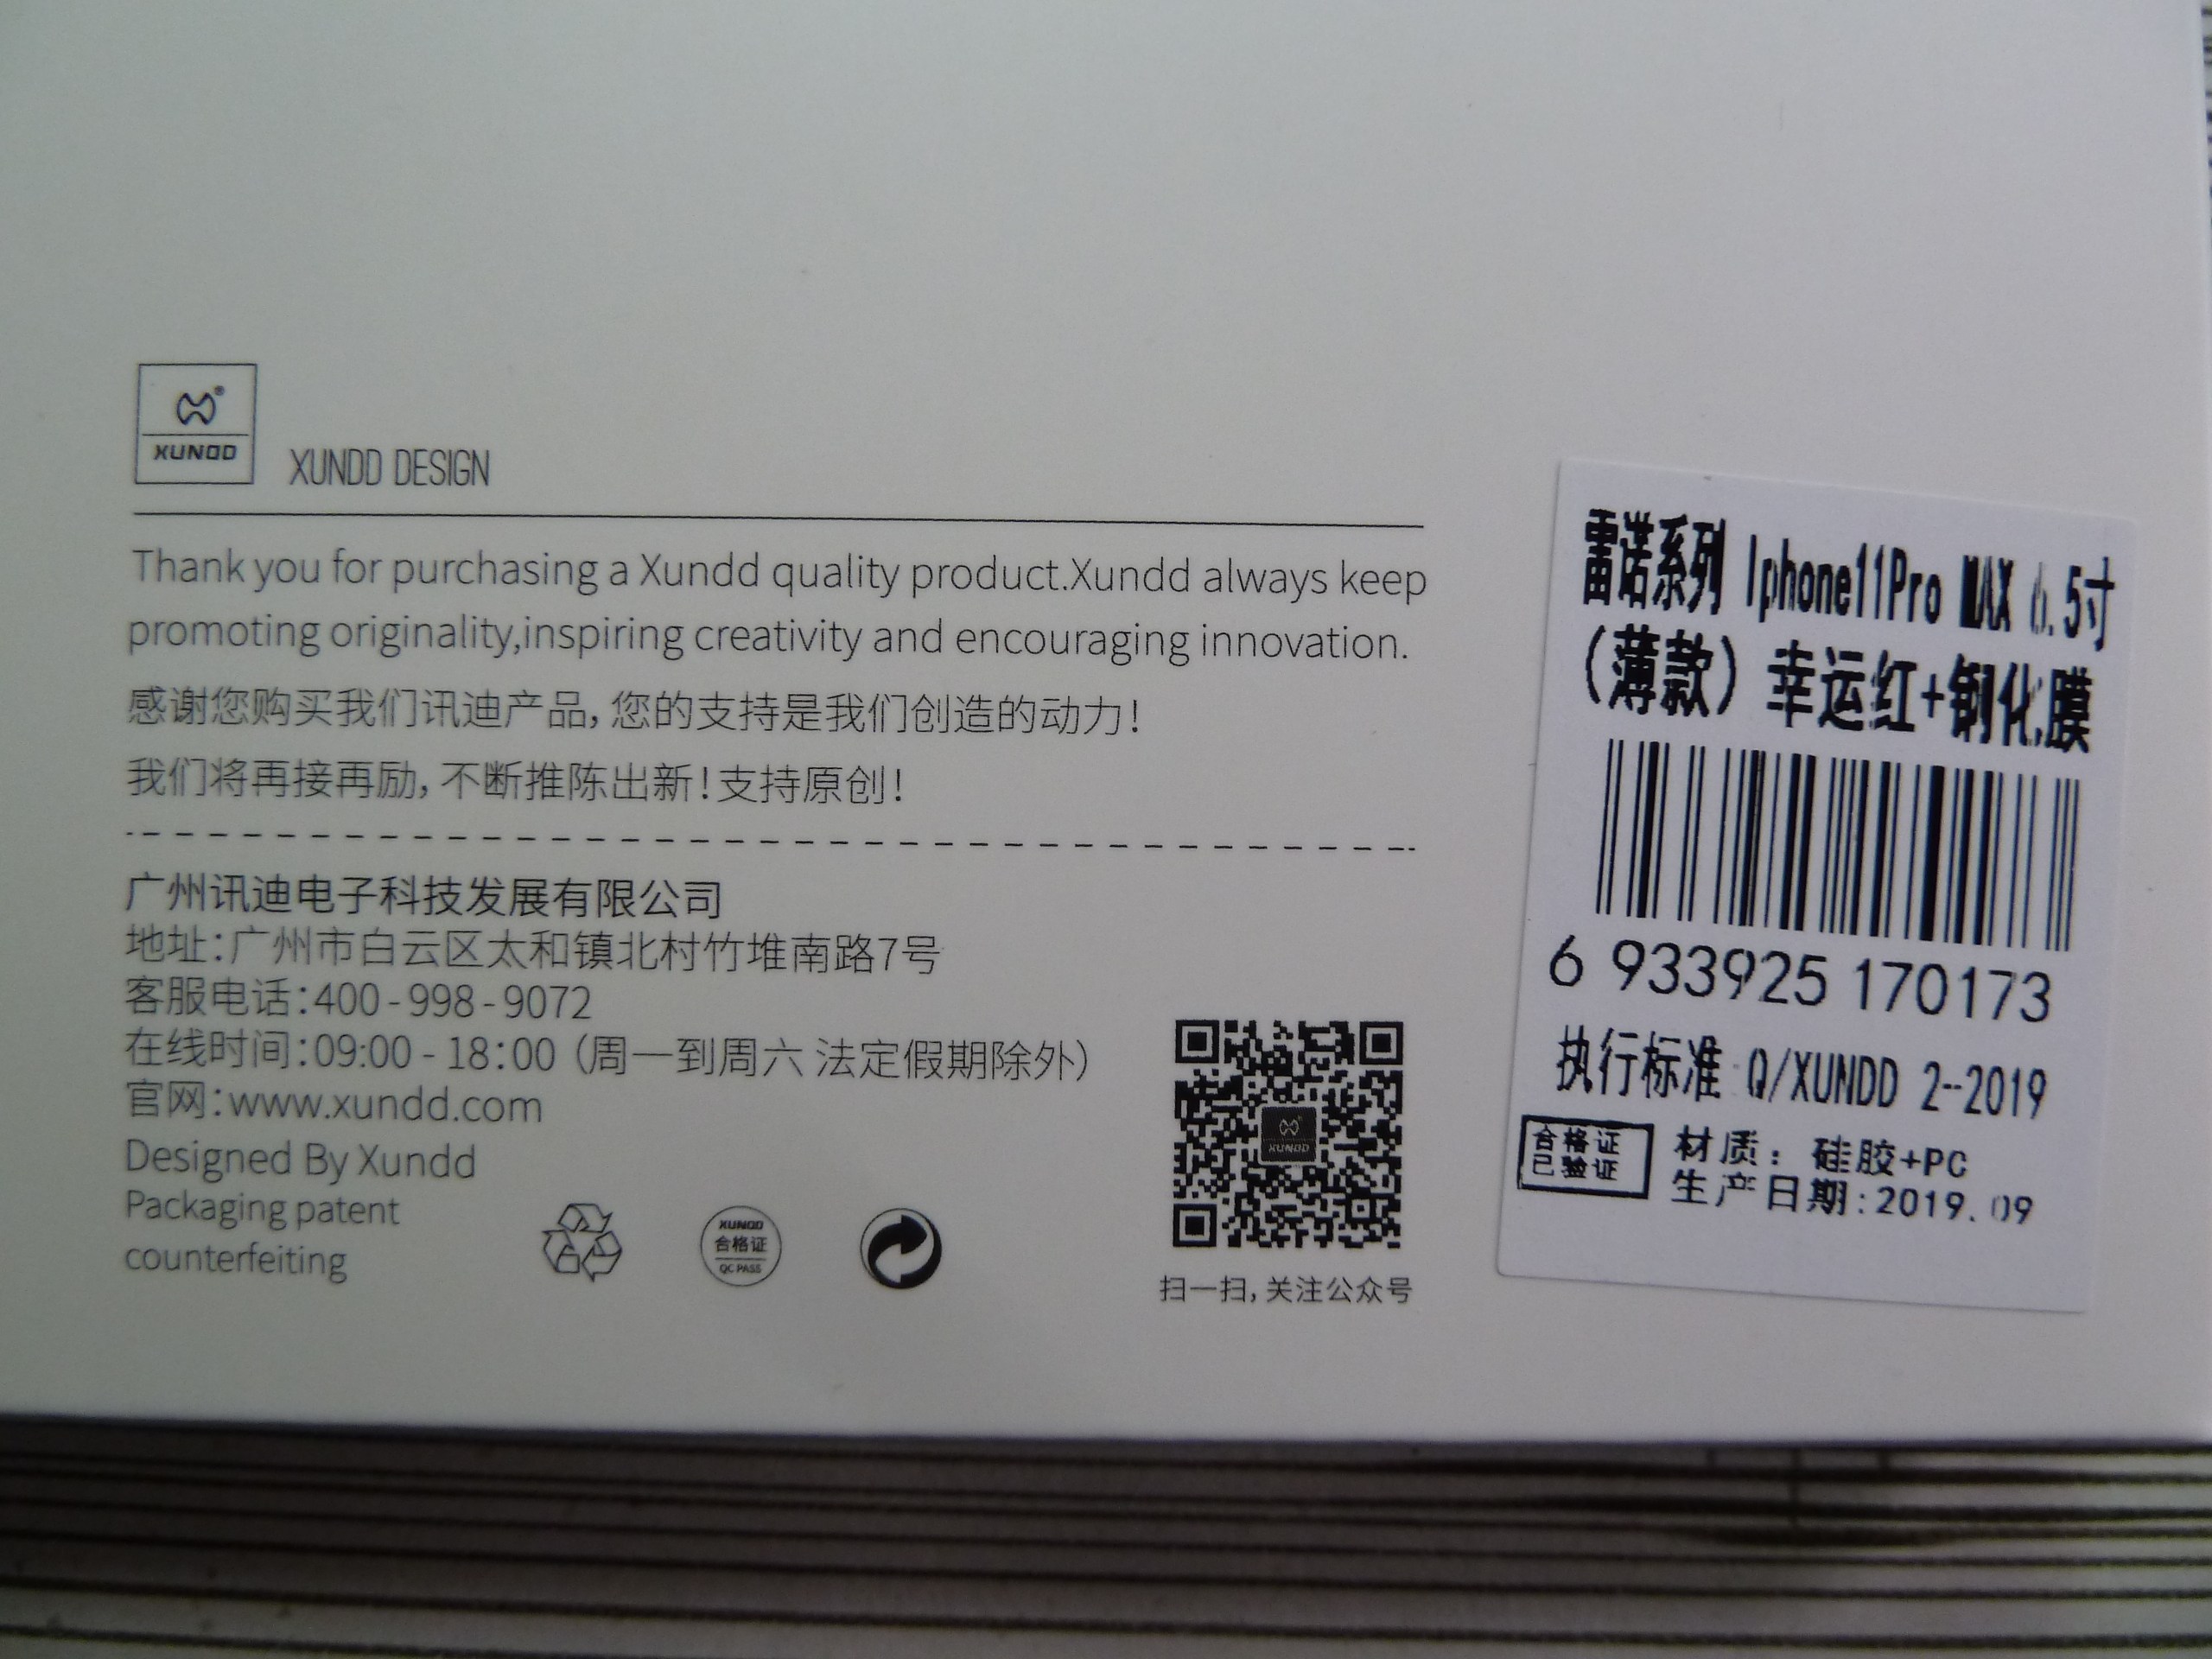 XUNDD
XUNDD DESIGN
Thank you for purchasing a Xundd quality product.Xundd always keep
promoting originality,inspiring creativity and encouraging innovation.
感谢您购买我们讯迪产品,您的支持是我们创造的动力!
我们将再接再励,不断推陈出新!支持原创!
广州讯迪电子科技发展有限公司
地址:广州市白云区太和镇北村竹堆南路7号
客服电话:400-998-9072
在线时间:09:00-18:00(周一到周六 法定假期除外)
官网:www.xundd.com
Designed By Xundd
Packaging patent
counterfeiting
XUNDD
合格证
QC PASS
XUNDD
扫一扫,关注公众号
雷诺系列 Iphone11Pro MAX 6.5寸
(薄款)幸运红+钢化膜
6 933925 170173
执行标准 Q/XUNDD 2-2019
合格证
已验证
材质:硅胶+PC
生产日期:2019.09